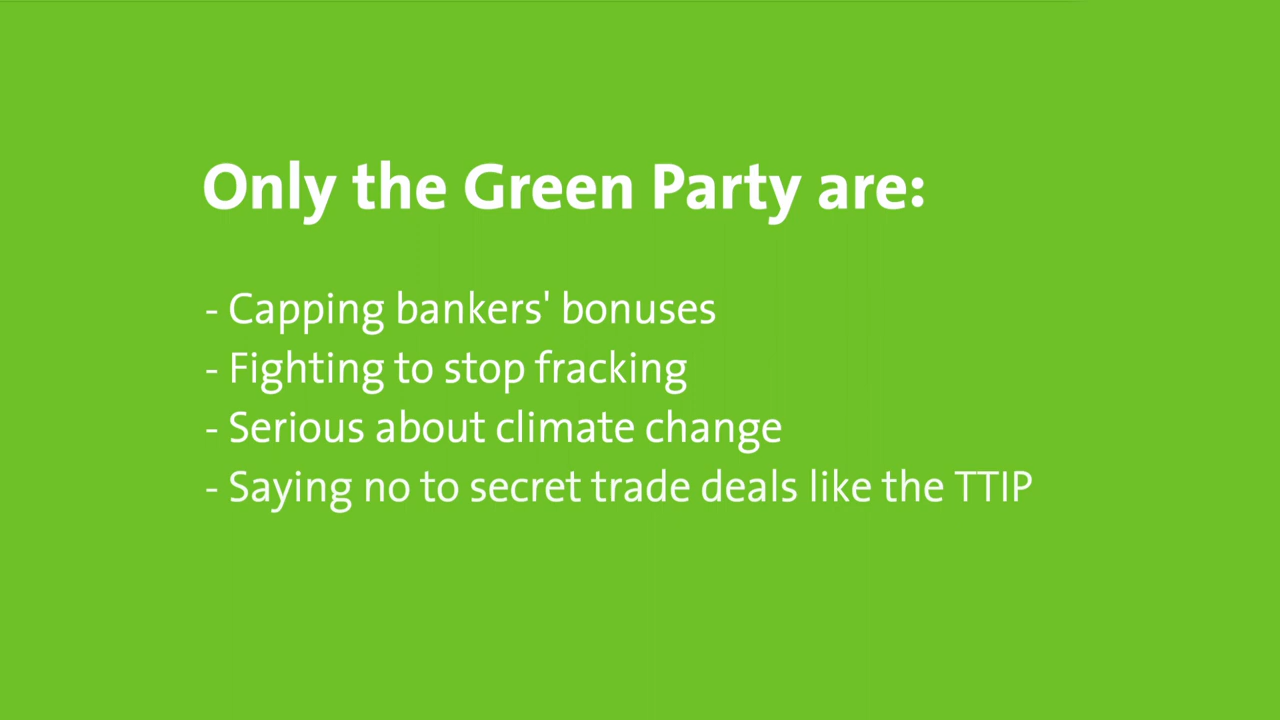 Only the Green Party are:
- Capping bankers' bonuses
- Fighting to stop fracking
- Serious about climate change
- Saying no to secret trade deals like the TTIP